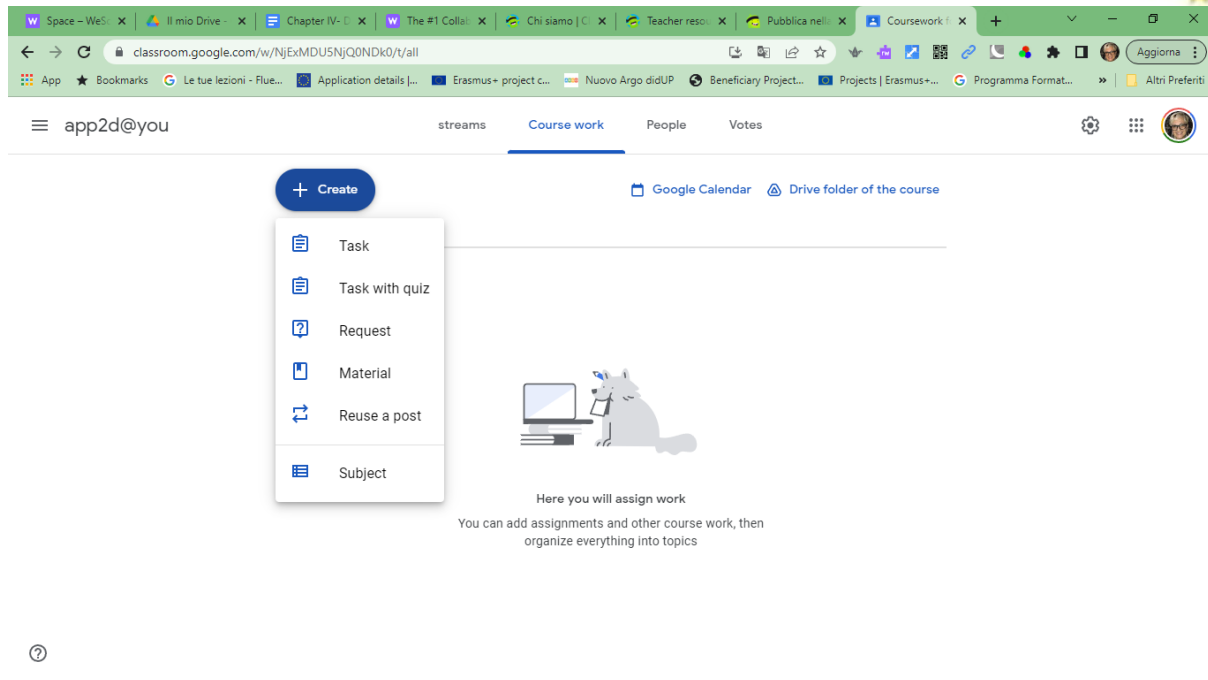 Space – WeSc
Il mio Drive -
Chapter IV- D
The #1 Collab
Chi siamo | Cl
Teacher resou
Pubblica nelle
Coursework f
classroom.google.com/w/NjExMDU5NjQ0NDk0/t/all
Aggiorna
App
Bookmarks
Le tue lezioni - Flue...
Application details |...
Erasmus+ project c...
Nuovo Argo didUP
Beneficiary Project...
Projects | Erasmus+...
Programma Format...
»
Altri Preferiti
app2d@you
streams
Course work
People
Votes
+ Create
Google Calendar
Drive folder of the course
Task
Task with quiz
Request
Material
Reuse a post
Subject
Here you will assign work
You can add assignments and other course work, then
organize everything into topics